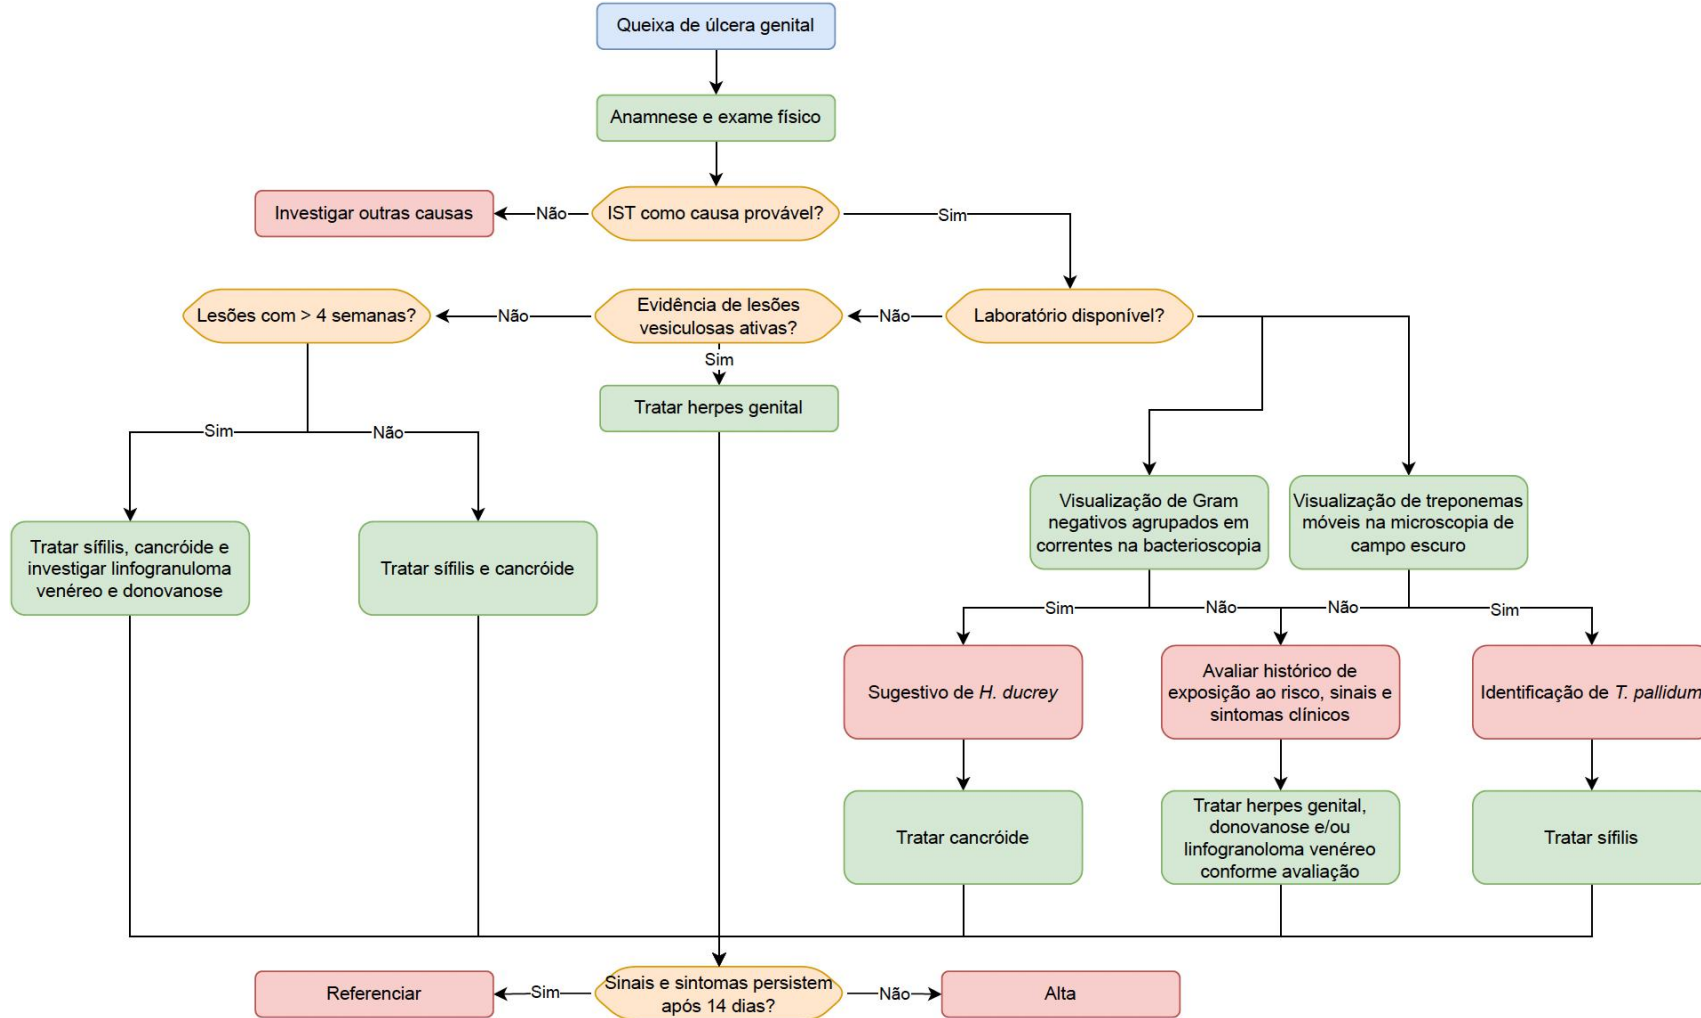 Queixa de úlcera genital
Anamnese e exame físico
IST como causa provável?
Não
Sim
Investigar outras causas
Laboratório disponível?
Não
Evidência de lesões
vesiculosas ativas?
Não
Lesões com > 4 semanas?
Sim
Tratar herpes genital
Sim
Não
Tratar sífilis, cancróide e
investigar linfogranuloma
venéreo e donovanose
Tratar sífilis e cancróide
Visualização de Gram
negativos agrupados em
correntes na bacterioscopia
Visualização de treponemas
móveis na microscopia de
campo escuro
Sim
Não
Não
Sim
Sugestivo de H. ducrey
Avaliar histórico de
exposição ao risco, sinais e
sintomas clínicos
Identificação de T. pallidum
Tratar cancróide
Tratar herpes genital,
donovanose e/ou
linfogranoloma venéreo
conforme avaliação
Tratar sífilis
Sinais e sintomas persistem
após 14 dias?
Sim
Não
Referenciar
Alta